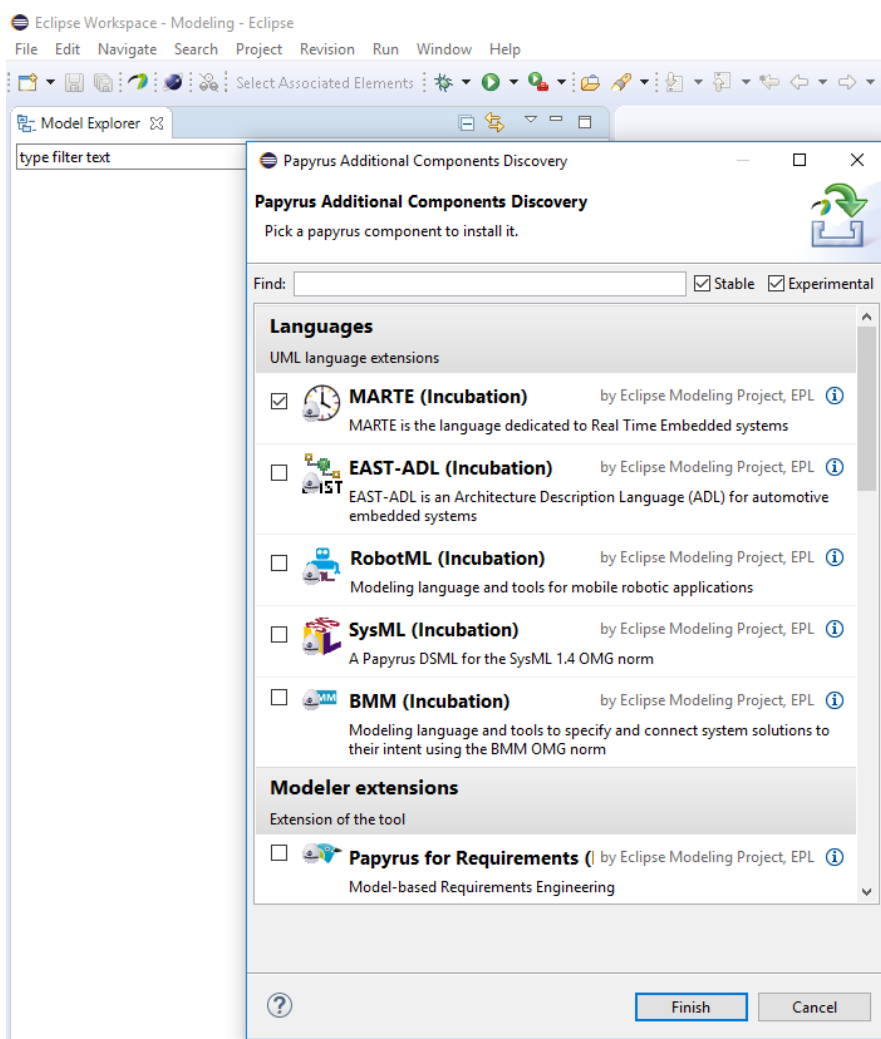 Eclipse Workspace - Modeling - Eclipse
File Edit Navigate Search Project Revision Run Window Help
Select Associated Elements
Model Explorer
type filter text
Papyrus Additional Components Discovery
Papyrus Additional Components Discovery
Pick a papyrus component to install it.
Find: Stable Experimental
Languages
UML language extensions
MARTE (Incubation) by Eclipse Modeling Project, EPL
MARTE is the language dedicated to Real Time Embedded systems
EAST-ADL (Incubation) by Eclipse Modeling Project, EPL
EAST-ADL is an Architecture Description Language (ADL) for automotive
embedded systems
RobotML (Incubation) by Eclipse Modeling Project, EPL
Modeling language and tools for mobile robotic applications
SysML (Incubation) by Eclipse Modeling Project, EPL
A Papyrus DSML for the SysML 1.4 OMG norm
MM BMM (Incubation) by Eclipse Modeling Project, EPL
Modeling language and tools to specify and connect system solutions to
their intent using the BMM OMG norm
Modeler extensions
Extension of the tool
Papyrus for Requirements ( by Eclipse Modeling Project, EPL
Model-based Requirements Engineering
Finish Cancel